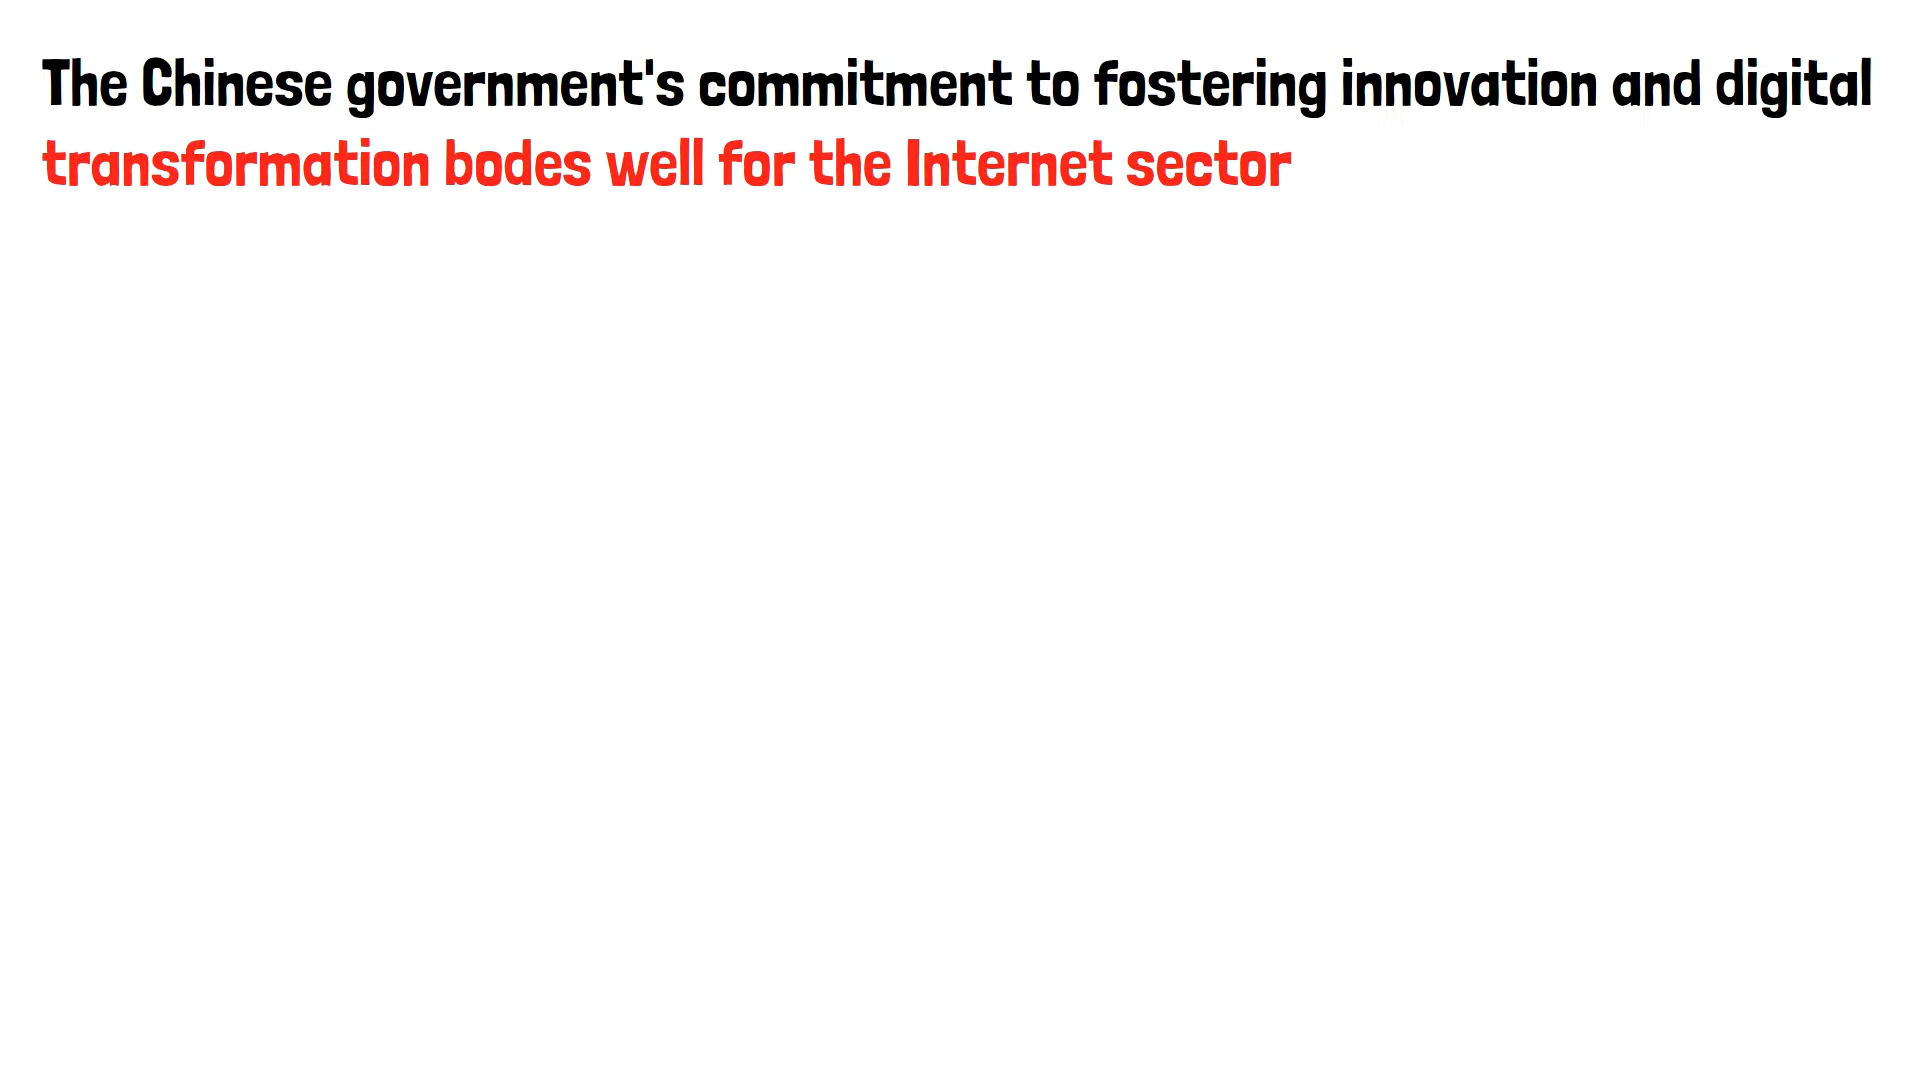 The Chinese government's commitment to fostering innovation and digital
transformation bodes well for the Internet sector